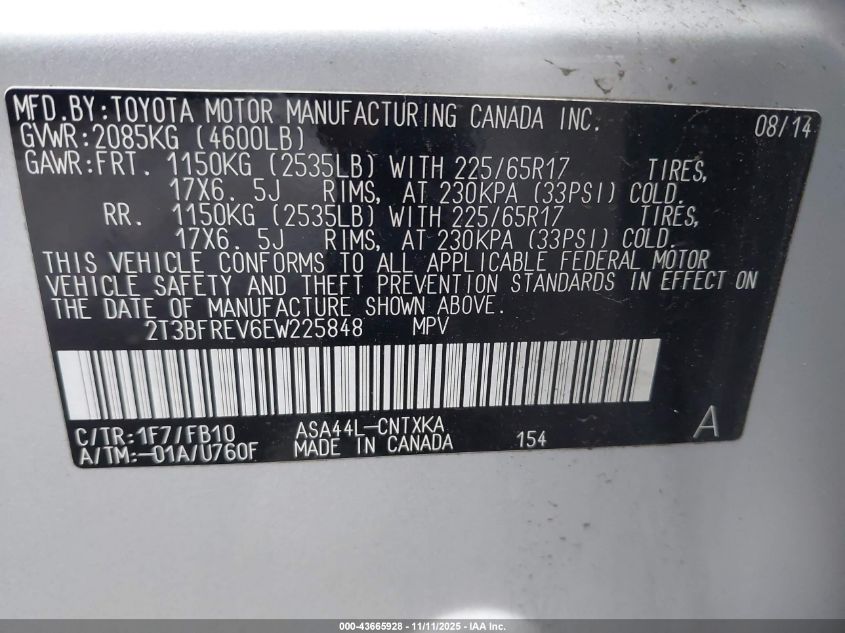 MFD.BY:TOYOTA MOTOR MANUFACTURING CANADA INC. 08/14
GVWR:2085KG (4600LB)
GAWR:FRT. 1150KG (2535LB) WITH 225/65R17 TIRES,
17X6. 5J RIMS, AT 230KPA (33PSI) COLD.
RR. 1150KG (2535LB) WITH 225/65R17 TIRES,
17X6. 5J RIMS, AT 230KPA (33PSI) COLD.
THIS VEHICLE CONFORMS TO ALL APPLICABLE FEDERAL MOTOR
VEHICLE SAFETY AND THEFT PREVENTION STANDARDS IN EFFECT ON
THE DATE OF MANUFACTURE SHOWN ABOVE.
2T3BFREV6EW225848 MPV
C/TR:1F7/FB10 ASA44L-CNTXKA
A/TM:-01A/U760F MADE IN CANADA 154 A
000-43665928 - 11/11/2025 - IAA Inc.